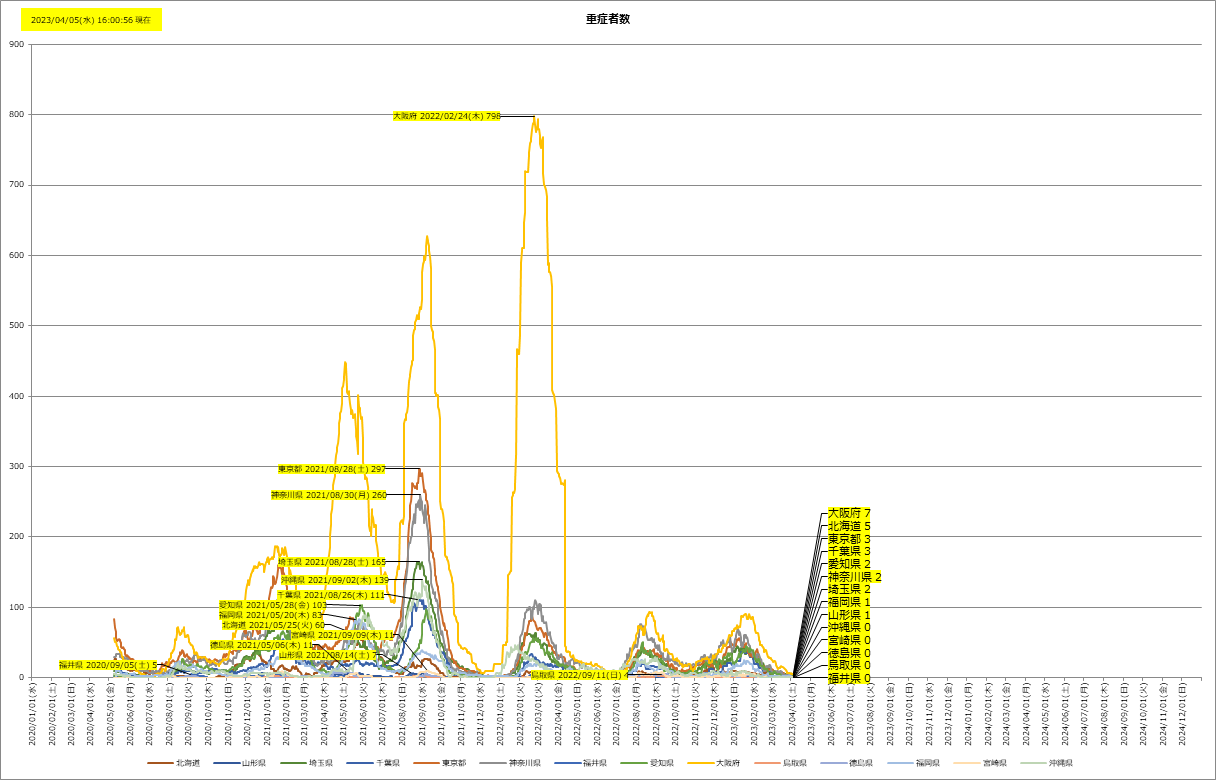 2023/04/05(水) 16:00:56 現在
重症者数
900
800
700
600
500
400
300
200
100
0
大阪府 2022/02/24(木) 798
東京都 2021/08/28(土) 297
神奈川県 2021/08/30(月) 260
埼玉県 2021/08/28(土) 165
沖縄県 2021/09/02(木) 139
千葉県 2021/08/26(木) 111
愛知県 2021/05/28(金) 103
福岡県 2021/05/20(木) 83
北海道 2021/05/25(火) 60
宮崎県 2021/09/09(木) 11
徳島県 2021/05/06(木) 11
山形県 2021/08/14(土) 7
福井県 2020/09/05(土) 5
鳥取県 2022/09/11(日) 4
大阪府 7
北海道 5
東京都 3
千葉県 3
愛知県 2
神奈川県 2
埼玉県 2
福岡県 1
山形県 1
沖縄県 0
宮崎県 0
徳島県 0
鳥取県 0
福井県 0
2020/01/01(水)
2020/02/01(土)
2020/03/01(日)
2020/04/01(水)
2020/05/01(金)
2020/06/01(月)
2020/07/01(水)
2020/08/01(土)
2020/09/01(火)
2020/10/01(木)
2020/11/01(日)
2020/12/01(火)
2021/01/01(金)
2021/02/01(月)
2021/03/01(月)
2021/04/01(木)
2021/05/01(土)
2021/06/01(火)
2021/07/01(木)
2021/08/01(日)
2021/09/01(水)
2021/10/01(金)
2021/11/01(月)
2021/12/01(水)
2022/01/01(土)
2022/02/01(火)
2022/03/01(火)
2022/04/01(金)
2022/05/01(日)
2022/06/01(水)
2022/07/01(金)
2022/08/01(月)
2022/09/01(木)
2022/10/01(土)
2022/11/01(火)
2022/12/01(木)
2023/01/01(日)
2023/02/01(水)
2023/03/01(水)
2023/04/01(土)
2023/05/01(月)
2023/06/01(木)
2023/07/01(土)
2023/08/01(火)
2023/09/01(金)
2023/10/01(日)
2023/11/01(水)
2023/12/01(金)
2024/01/01(月)
2024/02/01(木)
2024/03/01(金)
2024/04/01(月)
2024/05/01(水)
2024/06/01(土)
2024/07/01(月)
2024/08/01(木)
2024/09/01(日)
2024/10/01(火)
2024/11/01(金)
2024/12/01(日)
北海道 山形県 埼玉県 千葉県 東京都 神奈川県 福井県 愛知県 大阪府 鳥取県 徳島県 福岡県 宮崎県 沖縄県